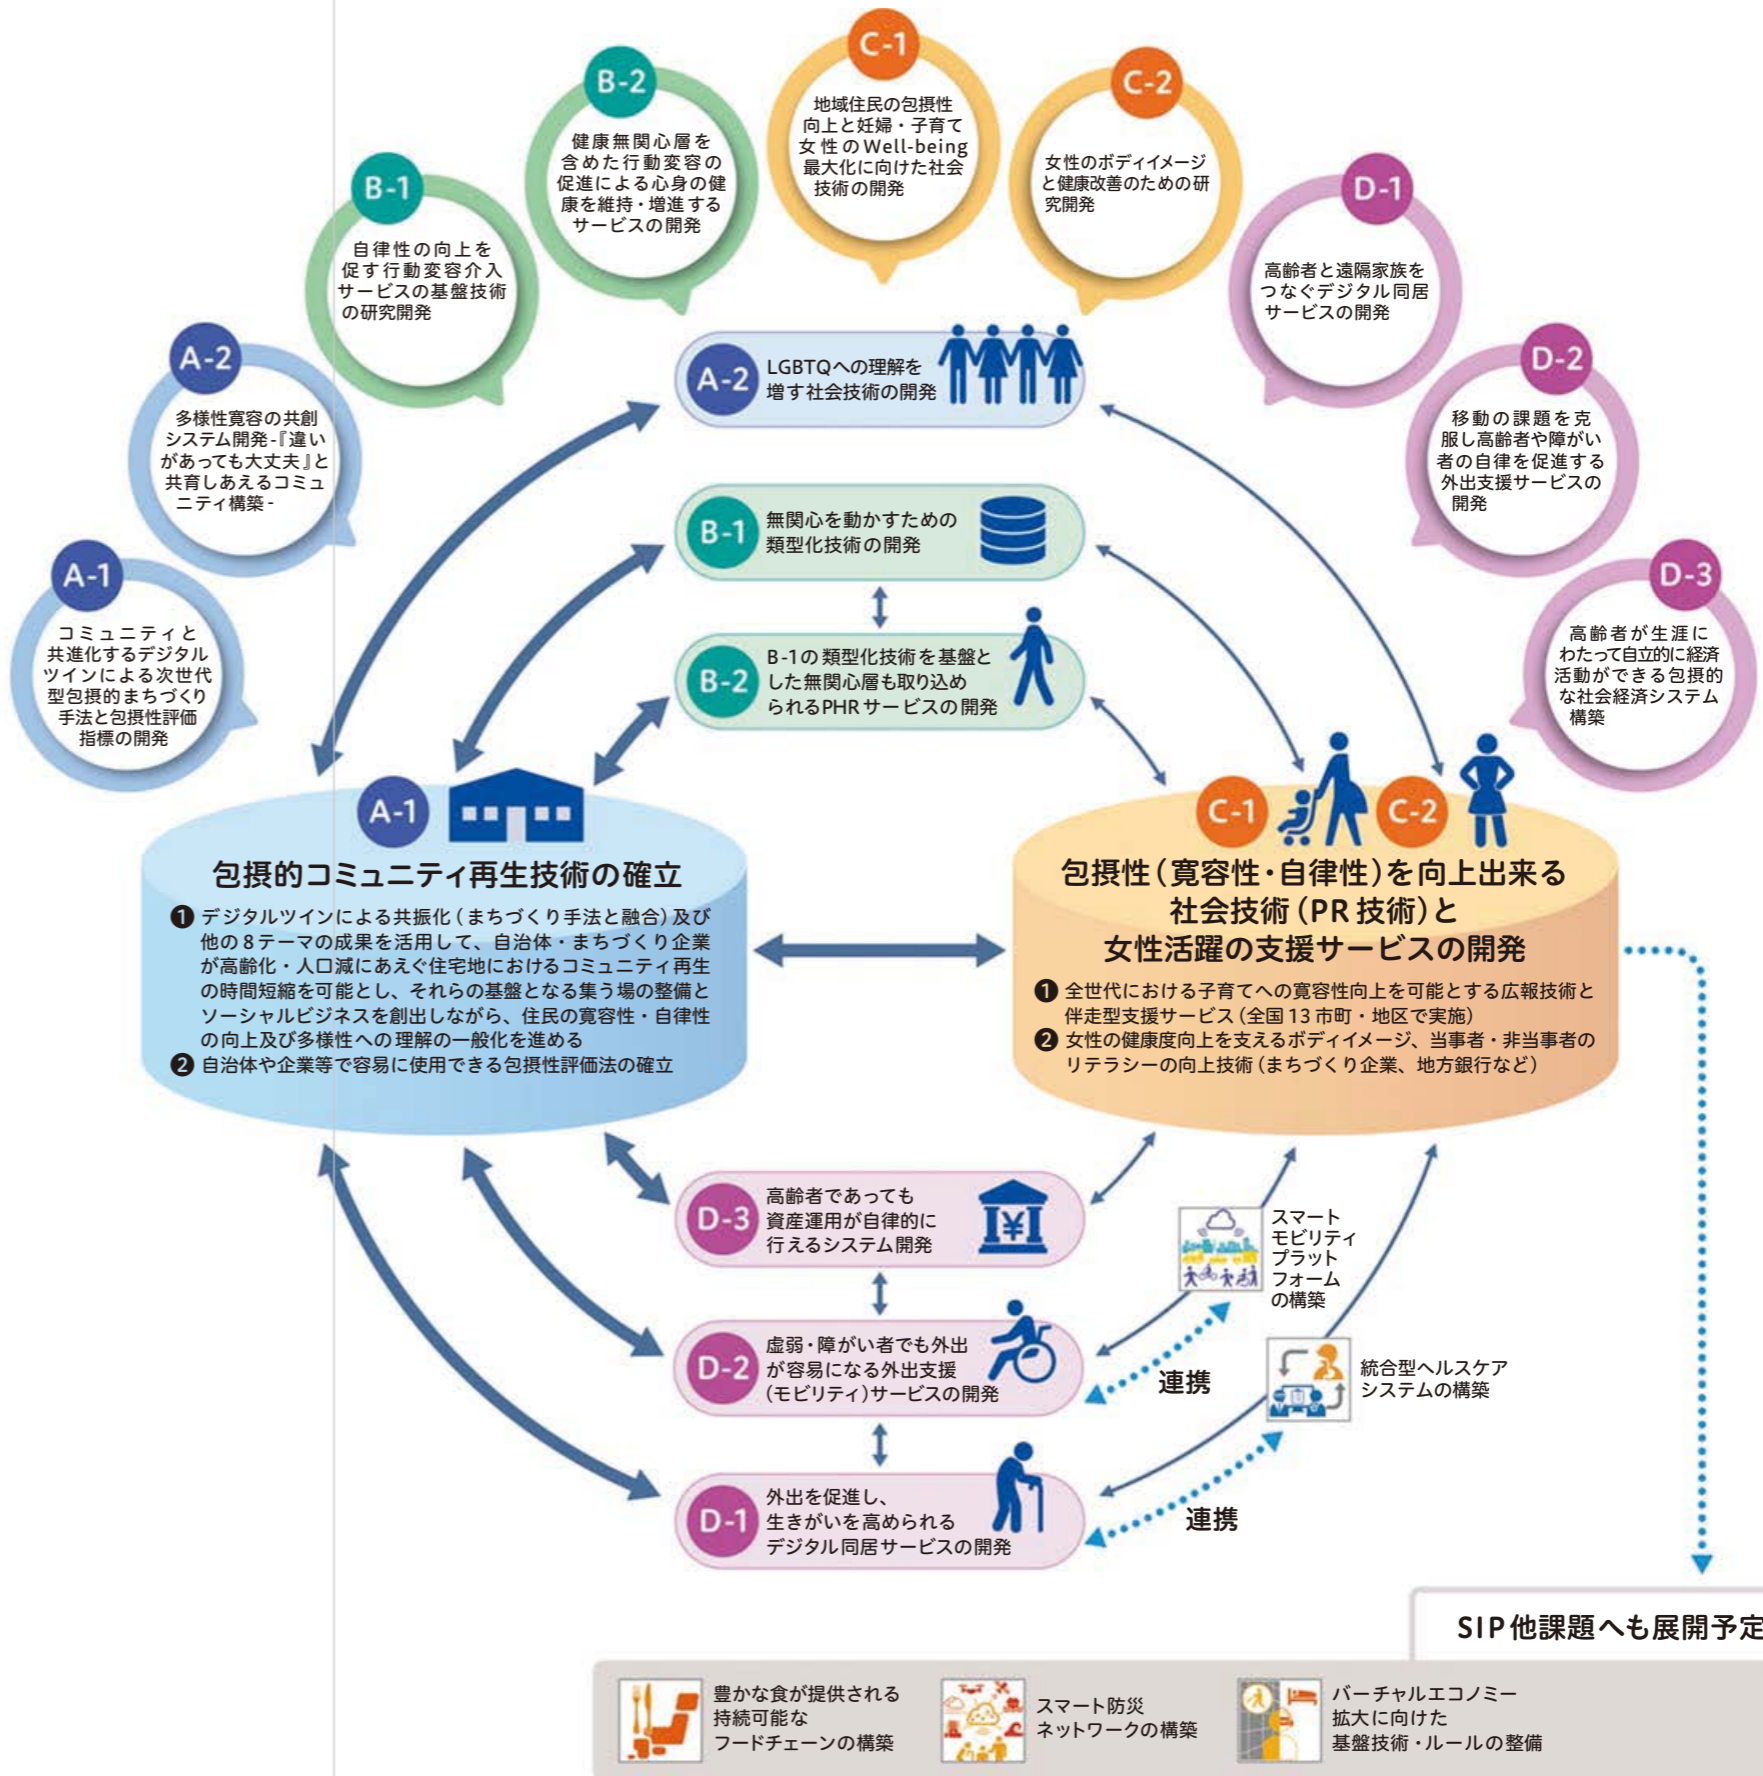 C-1
地域住民の包摂性
向上と妊婦・子育て
女性のWell-being
最大化に向けた社会
技術の開発
B-2
健康無関心層を
含めた行動変容の
促進による心身の健
康を維持・増進する
サービスの開発
C-2
女性のボディイメージ
と健康改善のための研
究開発
B-1
自律性の向上を
促す行動変容介入
サービスの基盤技術
の研究開発
D-1
高齢者と遠隔家族を
つなぐデジタル同居
サービスの開発
A-2
多様性寛容の共創
システム開発-『違い
があっても大丈夫』と
共育しあえるコミュ
ニティ構築-
D-2
移動の課題を克
服し高齢者や障がい
者の自律を促進する
外出支援サービスの
開発
A-1
コミュニティと
共進化するデジタル
ツインによる次世代
型包摂的まちづくり
手法と包摂性評価
指標の開発
D-3
高齢者が生涯に
わたって自立的に経済
活動ができる包摂的
な社会経済システム
構築
A-2
LGBTQへの理解を
増す社会技術の開発
B-1
無関心を動かすための
類型化技術の開発
B-2
B-1の類型化技術を基盤と
した無関心層も取り込め
られるPHRサービスの開発
A-1
包摂的コミュニティ再生技術の確立
❶ デジタルツインによる共振化(まちづくり手法と融合)及び
他の8テーマの成果を活用して、自治体・まちづくり企業
が高齢化・人口減にあえぐ住宅地におけるコミュニティ再生
の時間短縮を可能とし、それらの基盤となる集う場の整備と
ソーシャルビジネスを創出しながら、住民の寛容性・自律性
の向上及び多様性への理解の一般化を進める
❷ 自治体や企業等で容易に使用できる包摂性評価法の確立
C-1
C-2
包摂性(寛容性・自律性)を向上出来る
社会技術(PR技術)と
女性活躍の支援サービスの開発
❶ 全世代における子育てへの寛容性向上を可能とする広報技術と
伴走型支援サービス(全国13市町・地区で実施)
❷ 女性の健康度向上を支えるボディイメージ、当事者・非当事者の
リテラシーの向上技術(まちづくり企業、地方銀行など)
D-3
高齢者であっても
資産運用が自律的に
行えるシステム開発
¥
スマート
モビリティ
プラット
フォーム
の構築
D-2
虚弱・障がい者でも外出
が容易になる外出支援
(モビリティ)サービスの開発
連携
統合型ヘルスケア
システムの構築
D-1
外出を促進し、
生きがいを高められる
デジタル同居サービスの開発
連携
SIP他課題へも展開予定
豊かな食が提供される
持続可能な
フードチェーンの構築
スマート防災
ネットワークの構築
バーチャルエコノミー
拡大に向けた
基盤技術・ルールの整備